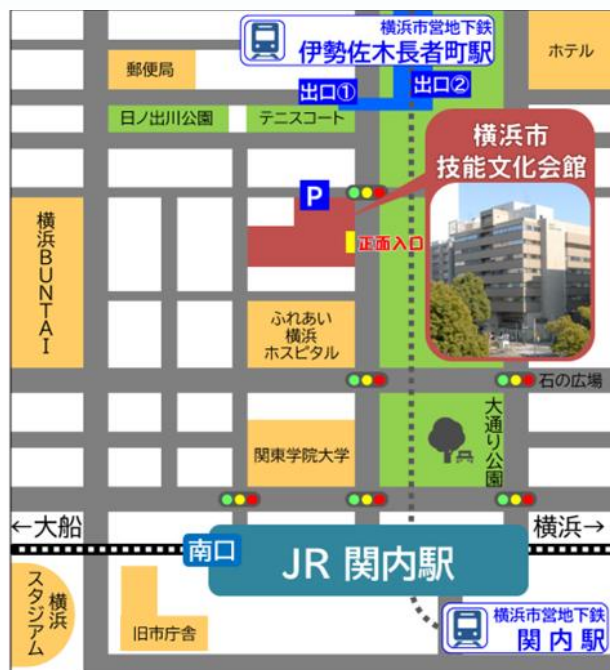 横浜市営地下鉄
伊勢佐木長者町駅
ホテル
郵便局
出口①
出口②
日ノ出川公園
テニスコート
横浜市
技能文化会館
P
正面入口
横浜BUNTAI
ふれあい
横浜
ホスピタル
石の広場
大通り公園
関東学院大学
←大船
横浜→
南口
JR 関内駅
横浜
スタジアム
旧市庁舎
横浜市営地下鉄
関内駅